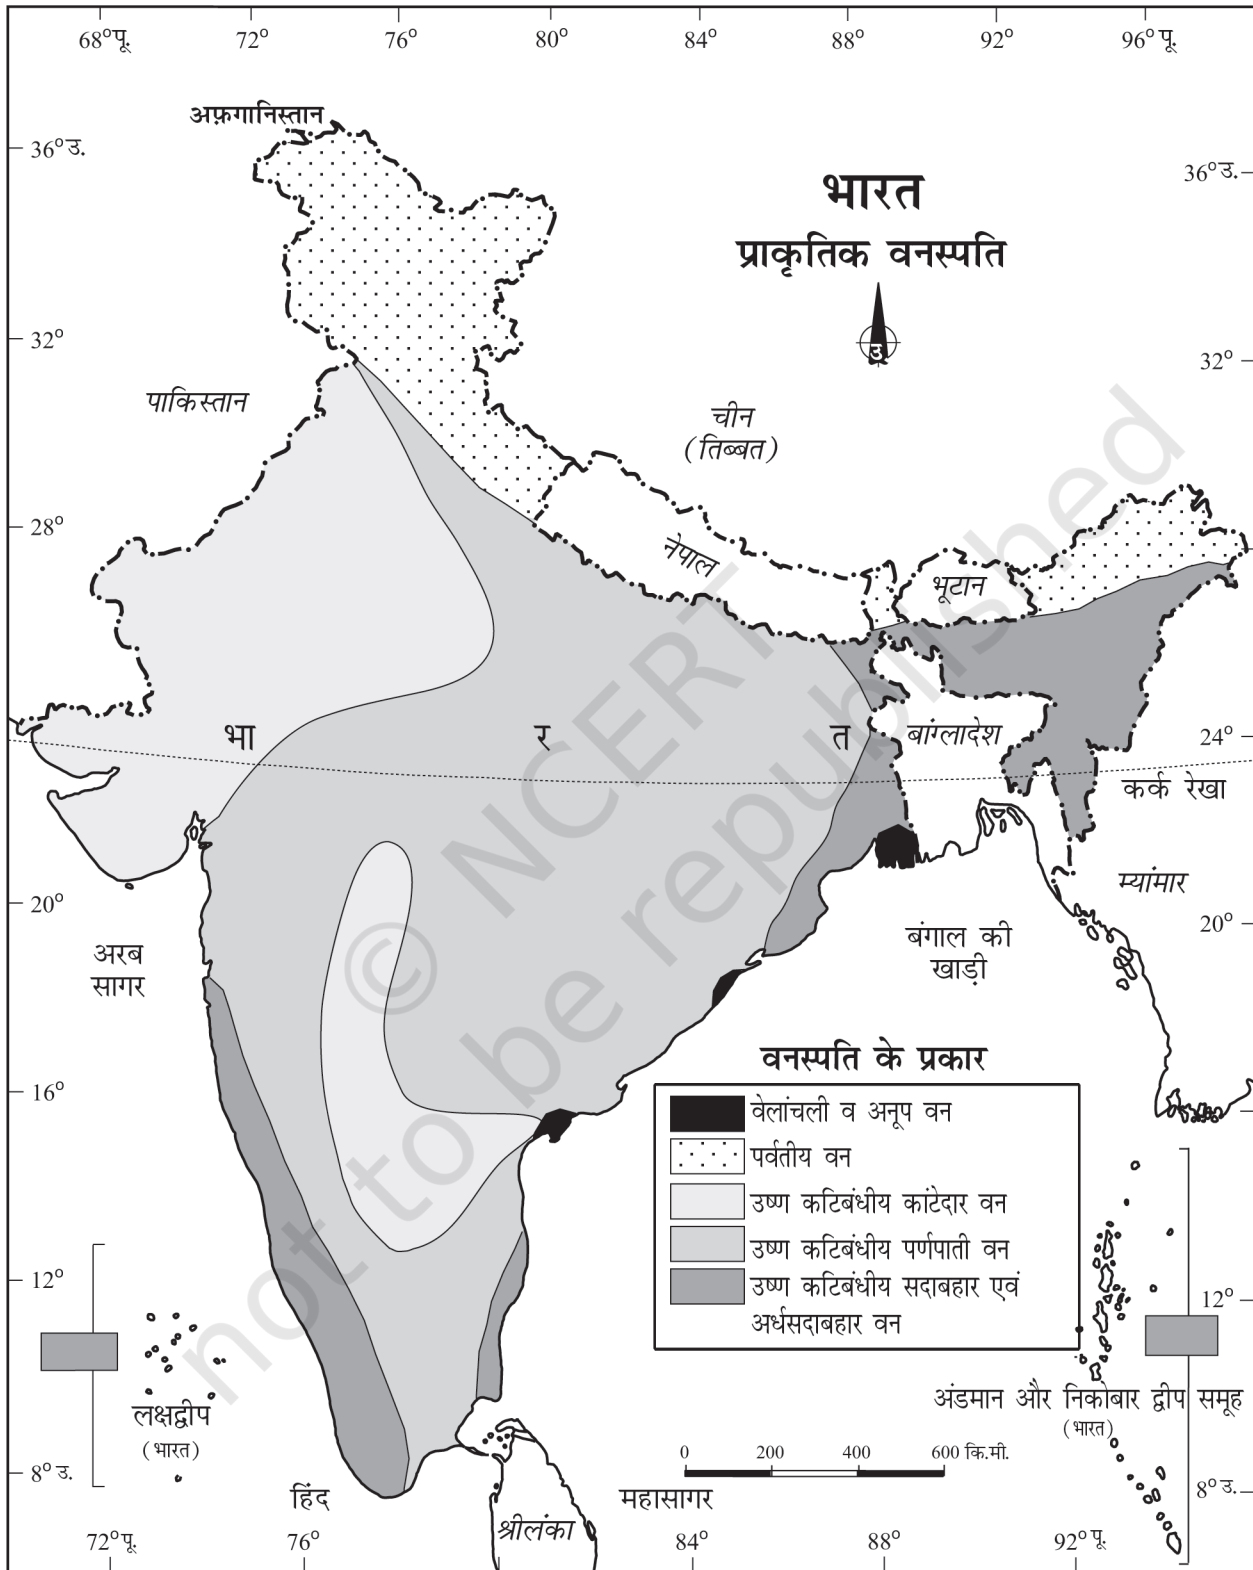 68°पू. 72° 76° 80° 84° 88° 92° 96° पू.
अफ़गानिस्तान
36° उ.
36° उ.
भारत
प्राकृतिक वनस्पति
उ
32°
32°
पाकिस्तान
चीन
(तिब्बत)
28°
नेपाल
भूटान
भा र त
बांग्लादेश
24°
कर्क रेखा
म्यांमार
20°
20°
अरब
सागर
बंगाल की
खाड़ी
© NCERT
not to be republished
वनस्पति के प्रकार
16°
वेलांचली व अनूप वन
पर्वतीय वन
उष्ण कटिबंधीय कांटेदार वन
उष्ण कटिबंधीय पर्णपाती वन
उष्ण कटिबंधीय सदाबहार एवं
अर्धसदाबहार वन
12°
12°
लक्षद्वीप
(भारत)
अंडमान और निकोबार द्वीप समूह
(भारत)
0 200 400 600 कि.मी.
8° उ.
8° उ.
हिंद महासागर
श्रीलंका
72° पू. 76° 84° 88° 92° पू.